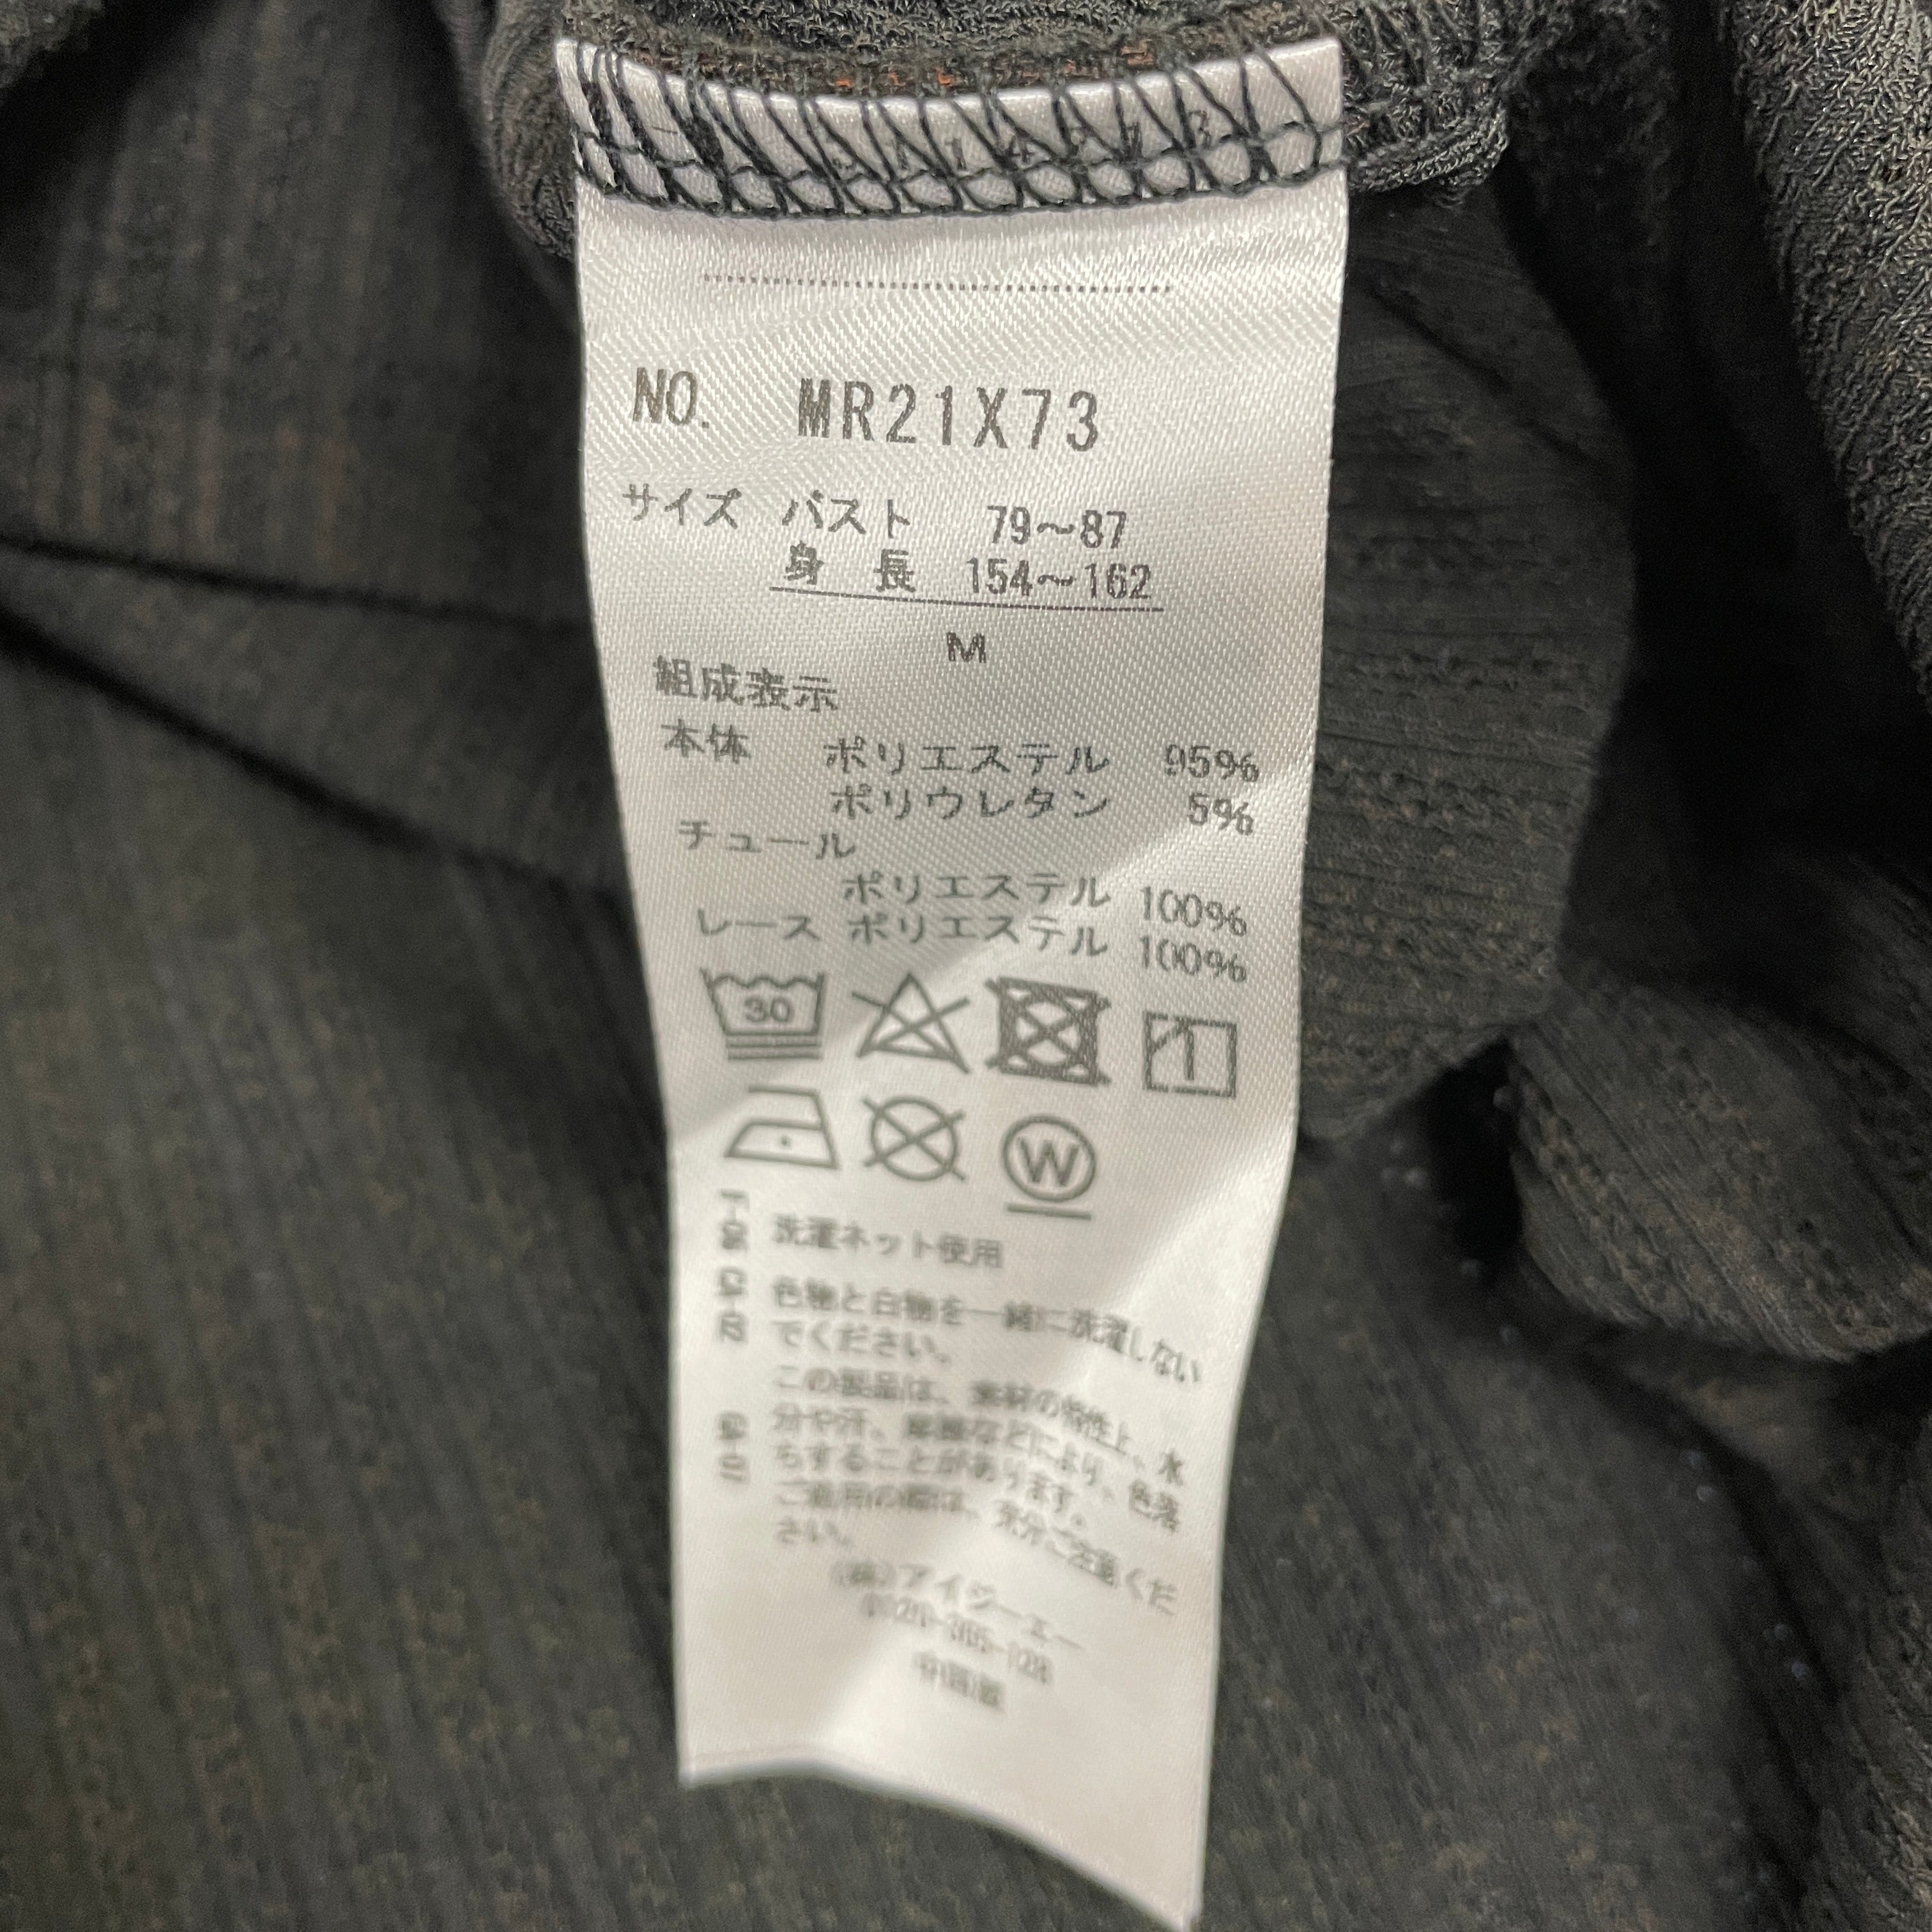 NO. MR21X73
サイズ バスト 79～87
身 長 154～162
M
組成表示
本体 ポリエステル 95%
ポリウレタン 5%
チュール
ポリエステル 100%
レース ポリエステル 100%
30
W
洗濯ネット使用
色物と白物を一緒に洗濯しない
でください。
この製品は、素材の特性上、水
分や汗、摩擦などにより、色落
ちすることがあります。
ご着用の際は、充分ご注意くだ
さい。
(株)アイジーエー
0120-305-128
中国製